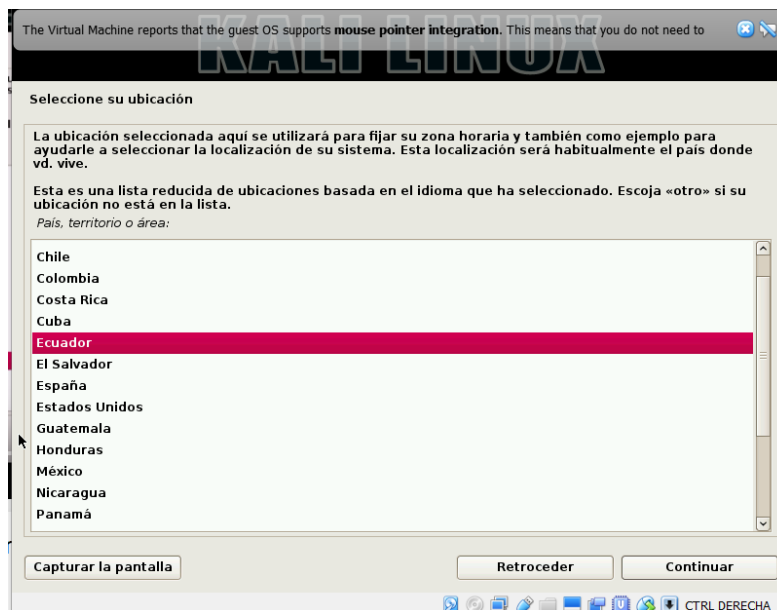 The Virtual Machine reports that the guest OS supports mouse pointer integration. This means that you do not need to
KALI LINUX
Seleccione su ubicación
La ubicación seleccionada aquí se utilizará para fijar su zona horaria y también como ejemplo para
ayudarle a seleccionar la localización de su sistema. Esta localización será habitualmente el país donde
vd. vive.
Esta es una lista reducida de ubicaciones basada en el idioma que ha seleccionado. Escoja «otro» si su
ubicación no está en la lista.
País, territorio o área:
Chile
Colombia
Costa Rica
Cuba
Ecuador
El Salvador
España
Estados Unidos
Guatemala
Honduras
México
Nicaragua
Panamá
Capturar la pantalla
Retroceder
Continuar
CTRL DERECHA